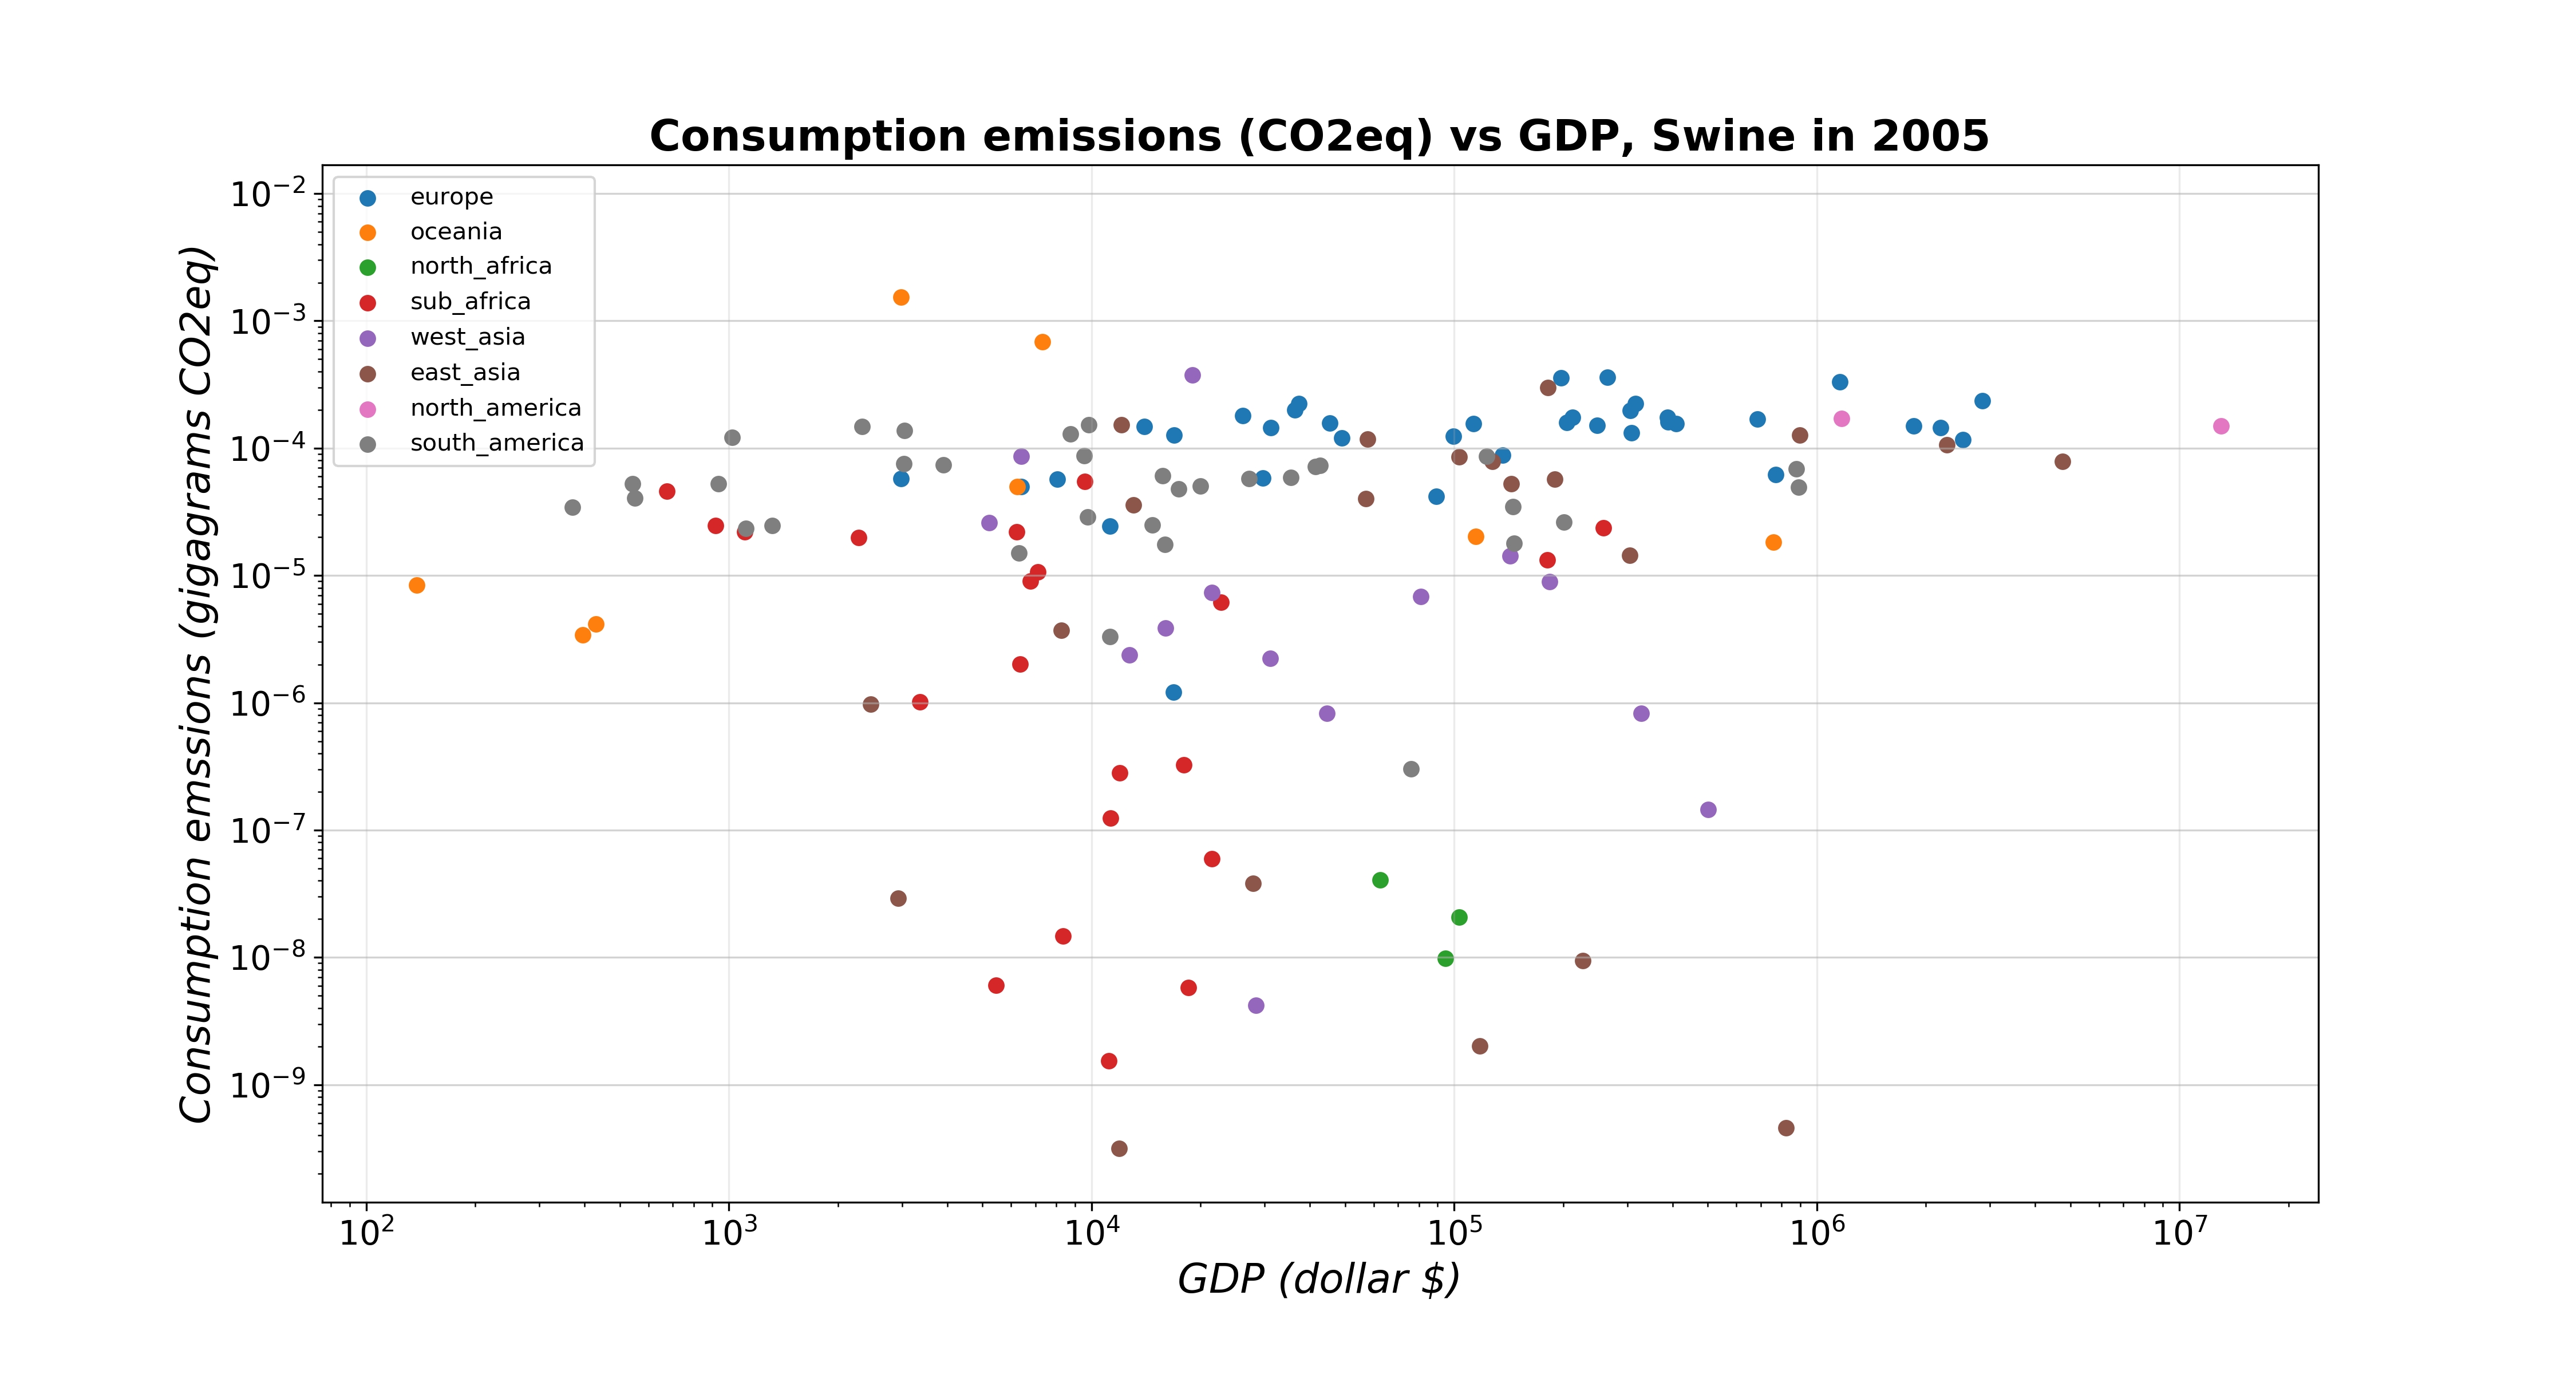 Consumption emissions (CO2eq) vs GDP, Swine in 2005
europe
oceania
north_africa
sub_africa
west_asia
east_asia
north_america
south_america
10⁻²
10⁻³
10⁻⁴
10⁻⁵
10⁻⁶
10⁻⁷
10⁻⁸
10⁻⁹
Consumption emssions (gigagrams CO2eq)
10² 10³ 10⁴ 10⁵ 10⁶ 10⁷
GDP (dollar $)